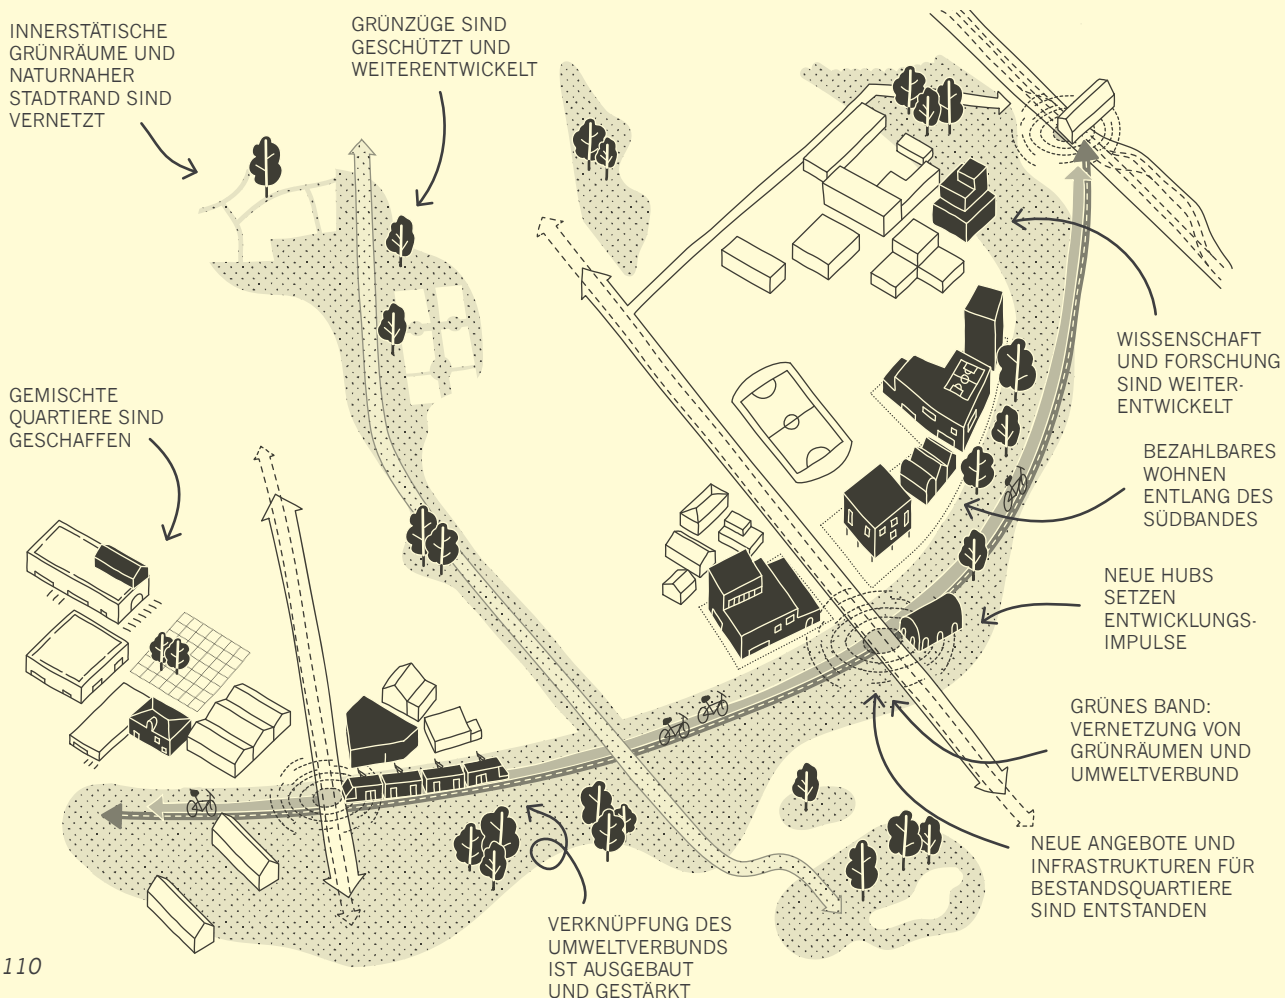 INNERSTÄTISCHE
GRÜNRÄUME UND
NATURNAHER
STADTRAND SIND
VERNETZT
GRÜNZÜGE SIND
GESCHÜTZT UND
WEITERENTWICKELT
WISSENSCHAFT
UND FORSCHUNG
SIND WEITER-
ENTWICKELT
GEMISCHTE
QUARTIERE SIND
GESCHAFFEN
BEZAHLBARES
WOHNEN
ENTLANG DES
SÜDBANDES
NEUE HUBS
SETZEN
ENTWICKLUNGS-
IMPULSE
GRÜNES BAND:
VERNETZUNG VON
GRÜNRÄUMEN UND
UMWELTVERBUND
NEUE ANGEBOTE UND
INFRASTRUKTUREN FÜR
BESTANDSQUARTIERE
SIND ENTSTANDEN
VERKNÜPFUNG DES
UMWELTVERBUNDS
IST AUSGEBAUT
UND GESTÄRKT
110